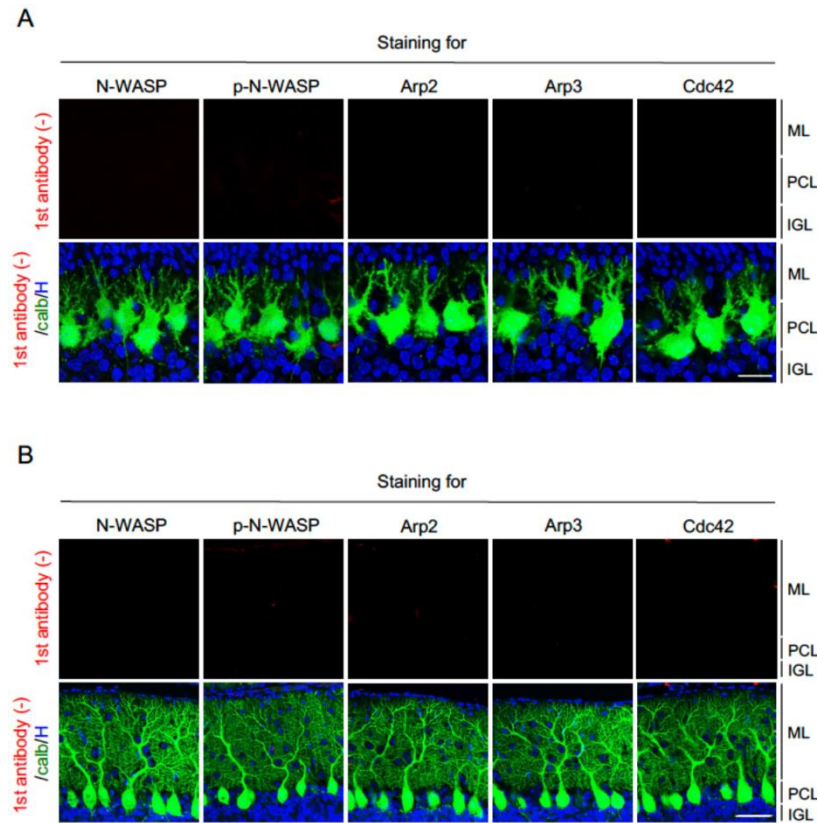 A
Staining for
N-WASP p-N-WASP Arp2 Arp3 Cdc42
1st antibody (-)
ML
PCL
IGL
1st antibody (-)
/calb/H
ML
PCL
IGL
B
Staining for
N-WASP p-N-WASP Arp2 Arp3 Cdc42
1st antibody (-)
ML
PCL
IGL
1st antibody (-)
/calb/H
ML
PCL
IGL